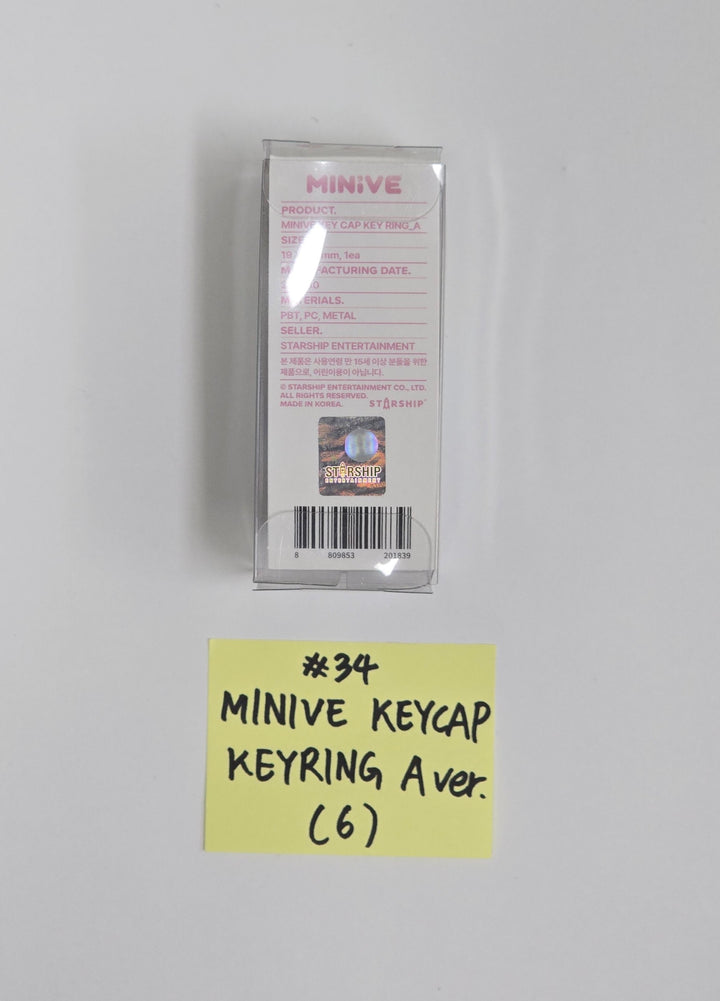 MINIVE
PRODUCT.
KEY CAP KEY RING_A
19 mm, 1ea
DATE.
MATERIALS.
PBT, PC, METAL
SELLER.
STARSHIP ENTERTAINMENT
본 제품은 사용연령 만 15세 이상 분들을 위한
제품으로, 어린이용이 아닙니다.
© STARSHIP ENTERTAINMENT CO., LTD.
ALL RIGHTS RESERVED.
MADE IN KOREA. STARSHIP
STARSHIP
ENTERTAINMENT
8 809853 201839
#34
MINIVE KEYCAP
KEYRING A ver.
(6)